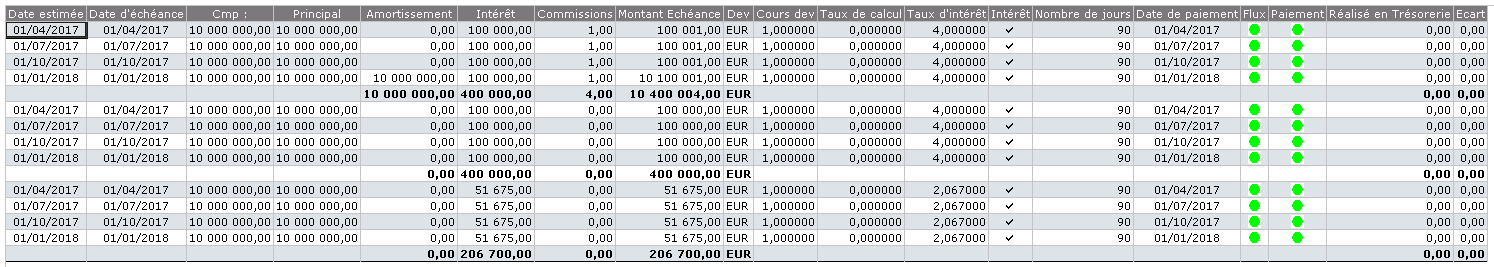 Date estimée Date d'échéance Cmp : Principal Amortissement Intérêt Commissions Montant Echéance Dev Cours dev Taux de calcul Taux d'intérêt Intérêt Nombre de jours Date de paiement Flux Paiement Réalisé en Trésorerie Ecart
01/04/2017 01/04/2017 10 000 000,00 10 000 000,00 0,00 100 000,00 1,00 100 001,00 EUR 1,000000 0,000000 4,000000 ✓ 90 01/04/2017 0,00 0,00
01/07/2017 01/07/2017 10 000 000,00 10 000 000,00 0,00 100 000,00 1,00 100 001,00 EUR 1,000000 0,000000 4,000000 ✓ 90 01/07/2017 0,00 0,00
01/10/2017 01/10/2017 10 000 000,00 10 000 000,00 0,00 100 000,00 1,00 100 001,00 EUR 1,000000 0,000000 4,000000 ✓ 90 01/10/2017 0,00 0,00
01/01/2018 01/01/2018 10 000 000,00 10 000 000,00 10 000 000,00 100 000,00 1,00 10 100 001,00 EUR 1,000000 0,000000 4,000000 ✓ 90 01/01/2018 0,00 0,00
10 000 000,00 400 000,00 4,00 10 400 004,00 EUR 0,00 0,00
01/04/2017 01/04/2017 10 000 000,00 10 000 000,00 0,00 100 000,00 0,00 100 000,00 EUR 1,000000 0,000000 4,000000 ✓ 90 01/04/2017 0,00 0,00
01/07/2017 01/07/2017 10 000 000,00 10 000 000,00 0,00 100 000,00 0,00 100 000,00 EUR 1,000000 0,000000 4,000000 ✓ 90 01/07/2017 0,00 0,00
01/10/2017 01/10/2017 10 000 000,00 10 000 000,00 0,00 100 000,00 0,00 100 000,00 EUR 1,000000 0,000000 4,000000 ✓ 90 01/10/2017 0,00 0,00
01/01/2018 01/01/2018 10 000 000,00 10 000 000,00 0,00 100 000,00 0,00 100 000,00 EUR 1,000000 0,000000 4,000000 ✓ 90 01/01/2018 0,00 0,00
0,00 400 000,00 0,00 400 000,00 EUR 0,00 0,00
01/04/2017 01/04/2017 10 000 000,00 10 000 000,00 0,00 51 675,00 0,00 51 675,00 EUR 1,000000 0,000000 2,067000 ✓ 90 01/04/2017 0,00 0,00
01/07/2017 01/07/2017 10 000 000,00 10 000 000,00 0,00 51 675,00 0,00 51 675,00 EUR 1,000000 0,000000 2,067000 ✓ 90 01/07/2017 0,00 0,00
01/10/2017 01/10/2017 10 000 000,00 10 000 000,00 0,00 51 675,00 0,00 51 675,00 EUR 1,000000 0,000000 2,067000 ✓ 90 01/10/2017 0,00 0,00
01/01/2018 01/01/2018 10 000 000,00 10 000 000,00 0,00 51 675,00 0,00 51 675,00 EUR 1,000000 0,000000 2,067000 ✓ 90 01/01/2018 0,00 0,00
0,00 206 700,00 0,00 206 700,00 EUR 0,00 0,00